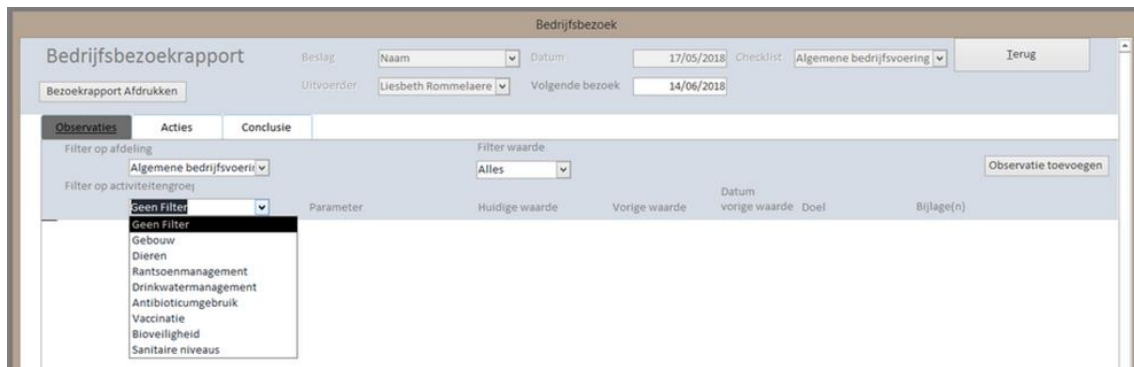 Bedrijfsbezoek
Bedrijfsbezoekrapport
Beslag Naam Datum 17/05/2018 Checklist Algemene bedrijfsvoering Terug
Bezoekrapport Afdrukken
Uitvoerder Liesbeth Rommelaere Volgende bezoek 14/06/2018
Observaties Acties Conclusie
Filter op afdeling Filter waarde
Algemene bedrijfsvoerin Alles Observatie toevoegen
Filter op activiteitengroep
Geen Filter Parameter Huidige waarde Vorige waarde Datum vorige waarde Doel Bijlage(n)
Geen Filter
Gebouw
Dieren
Rantsoenmanagement
Drinkwatermanagement
Antibioticumgebruik
Vaccinatie
Bioveiligheid
Sanitaire niveaus